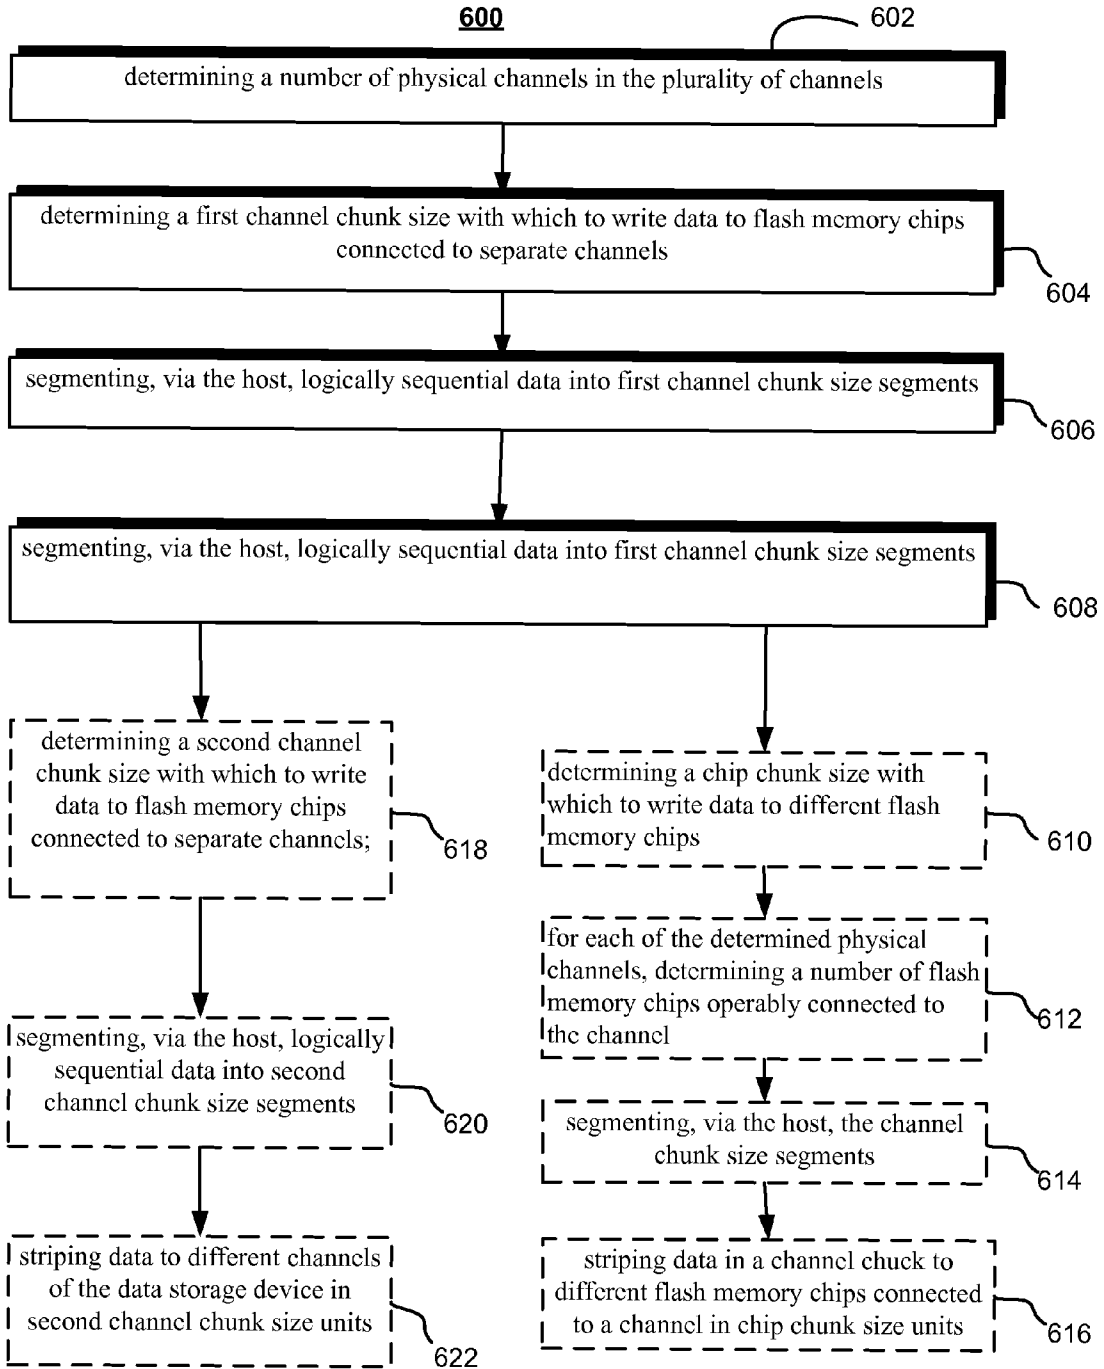 600
602
determining a number of physical channels in the plurality of channels
determining a first channel chunk size with which to write data to flash memory chips
connected to separate channels
604
segmenting, via the host, logically sequential data into first channel chunk size segments
606
segmenting, via the host, logically sequential data into first channel chunk size segments
608
determining a second channel
chunk size with which to write
data to flash memory chips
connected to separate channels;
618
determining a chip chunk size with
which to write data to different flash
memory chips
610
for each of the determined physical
channels, determining a number of flash
memory chips operably connected to
the channel
612
segmenting, via the host, logically
sequential data into second
channel chunk size segments
620
segmenting, via the host, the channel
chunk size segments
614
striping data to different channels
of the data storage device in
second channel chunk size units
622
striping data in a channel chuck to
different flash memory chips connected
to a channel in chip chunk size units
616